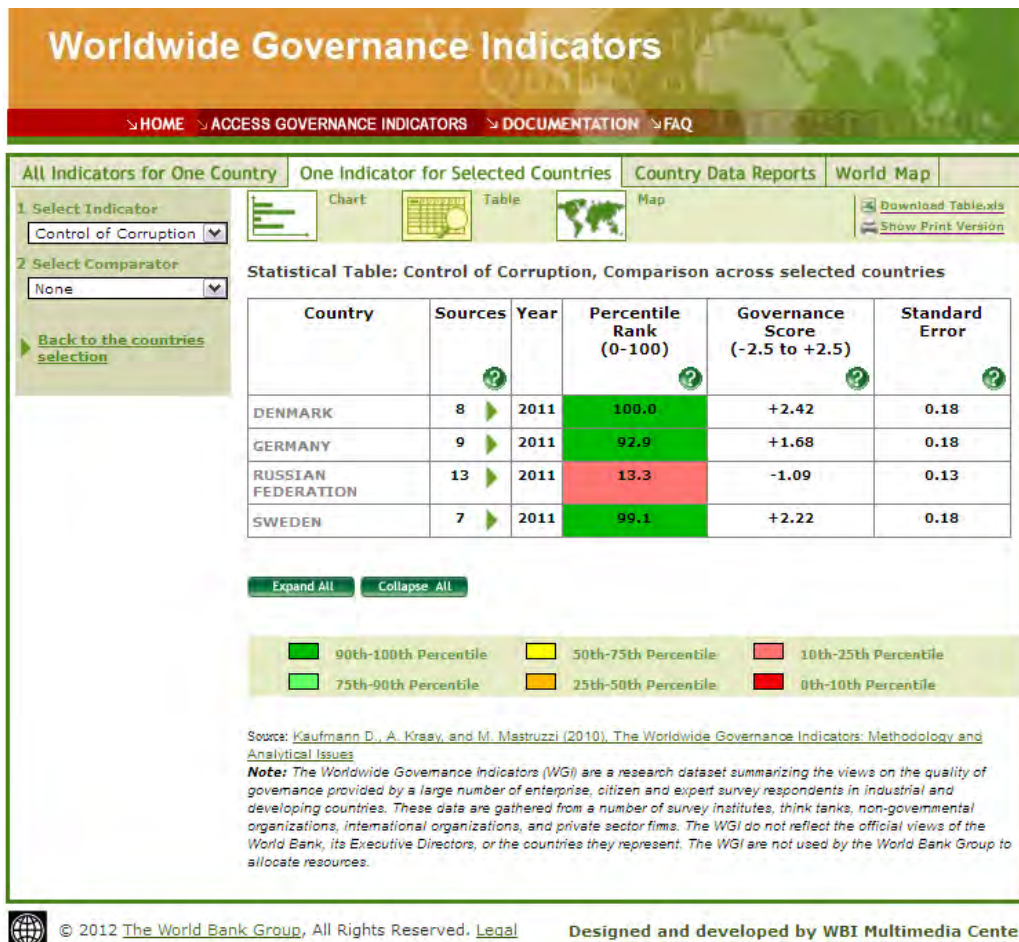 Worldwide Governance Indicators
HOME ACCESS GOVERNANCE INDICATORS DOCUMENTATION FAQ
All Indicators for One Country One Indicator for Selected Countries Country Data Reports World Map
1 Select Indicator
Control of Corruption
2 Select Comparator
None
Back to the countries
selection
Chart Table Map
Download Table.xls
Show Print Version
Statistical Table: Control of Corruption, Comparison across selected countries
Country Sources Year Percentile Rank (0-100) Governance Score (-2.5 to +2.5) Standard Error
? ? ? ?
DENMARK 8 2011 100.0 +2.42 0.18
GERMANY 9 2011 92.9 +1.68 0.18
RUSSIAN FEDERATION 13 2011 13.3 -1.09 0.13
SWEDEN 7 2011 99.1 +2.22 0.18
Expand All Collapse All
90th-100th Percentile 50th-75th Percentile 10th-25th Percentile
75th-90th Percentile 25th-50th Percentile 0th-10th Percentile
Source: Kaufmann D., A. Kraay, and M. Mastruzzi (2010), The Worldwide Governance Indicators: Methodology and
Analytical Issues
Note: The Worldwide Governance Indicators (WGI) are a research dataset summarizing the views on the quality of
governance provided by a large number of enterprise, citizen and expert survey respondents in industrial and
developing countries. These data are gathered from a number of survey institutes, think tanks, non-governmental
organizations, international organizations, and private sector firms. The WGI do not reflect the official views of the
World Bank, its Executive Directors, or the countries they represent. The WGI are not used by the World Bank Group to
allocate resources.
© 2012 The World Bank Group, All Rights Reserved. Legal Designed and developed by WBI Multimedia Cente